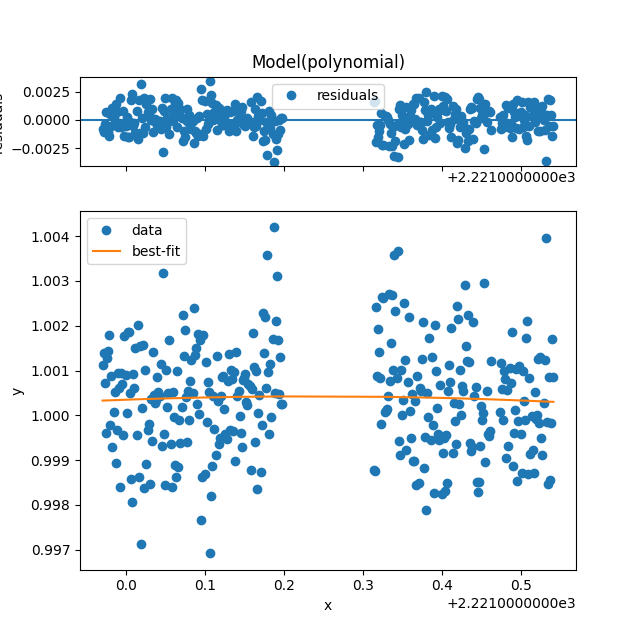 Model(polynomial)
0.0025
0.0000
−0.0025
residuals
+2.2210000000e3
1.004
1.003
1.002
1.001
1.000
0.999
0.998
0.997
y
data
best-fit
0.0
0.1
0.2
0.3
0.4
0.5
x
+2.2210000000e3